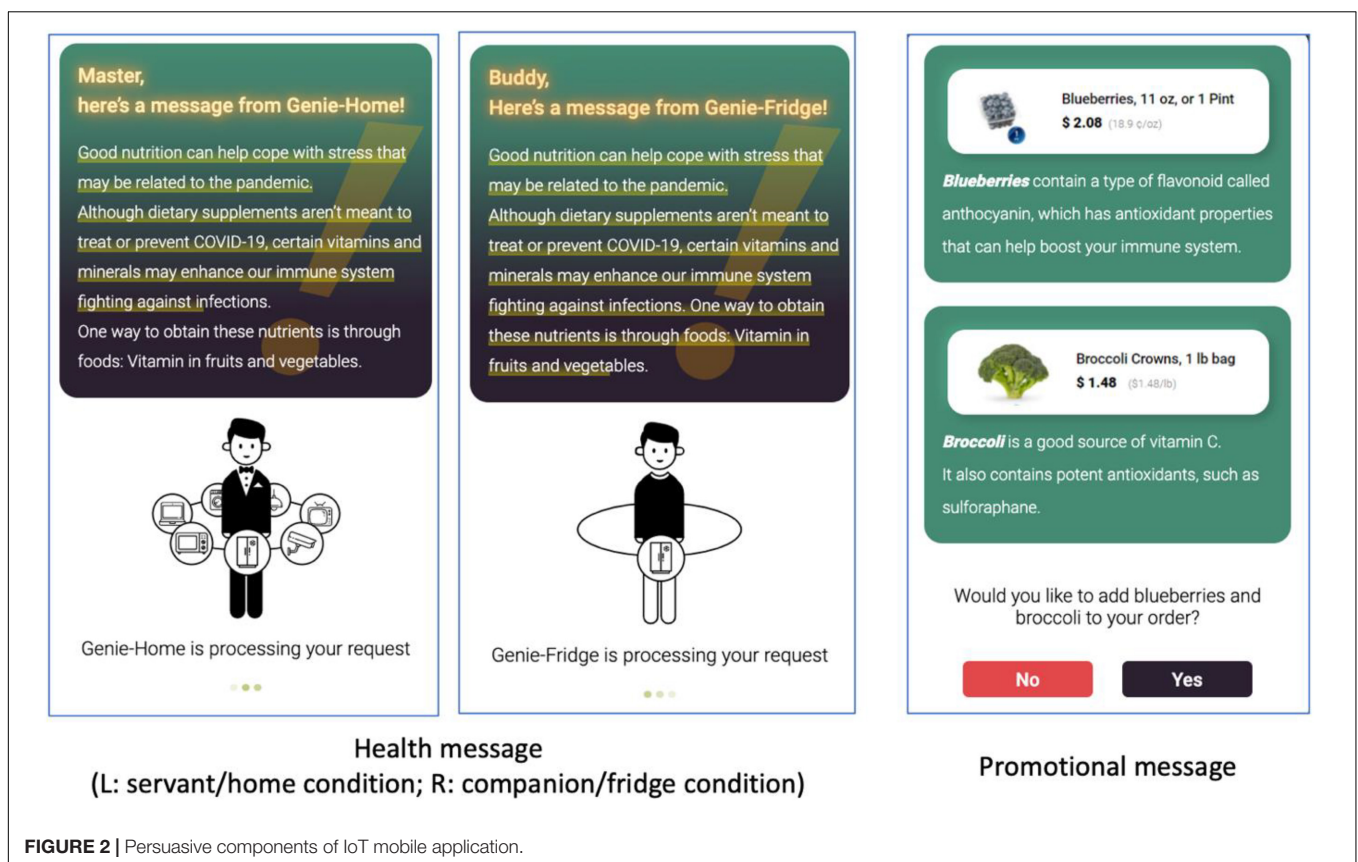 Master,
here's a message from Genie-Home!
Good nutrition can help cope with stress that
may be related to the pandemic.
Although dietary supplements aren't meant to
treat or prevent COVID-19, certain vitamins and
minerals may enhance our immune system
fighting against infections.
One way to obtain these nutrients is through
foods: Vitamin in fruits and vegetables.
Genie-Home is processing your request
Buddy,
Here's a message from Genie-Fridge!
Good nutrition can help cope with stress that
may be related to the pandemic.
Although dietary supplements aren't meant to
treat or prevent COVID-19, certain vitamins and
minerals may enhance our immune system
fighting against infections. One way to obtain
these nutrients is through foods: Vitamin in
fruits and vegetables.
Genie-Fridge is processing your request
Health message
(L: servant/home condition; R: companion/fridge condition)
Blueberries, 11 oz, or 1 Pint
$ 2.08 (18.9 ¢/oz)
Blueberries contain a type of flavonoid called
anthocyanin, which has antioxidant properties
that can help boost your immune system.
Broccoli Crowns, 1 lb bag
$ 1.48 ($1.48/lb)
Broccoli is a good source of vitamin C.
It also contains potent antioxidants, such as
sulforaphane.
Would you like to add blueberries and
broccoli to your order?
No
Yes
Promotional message
FIGURE 2 | Persuasive components of IoT mobile application.